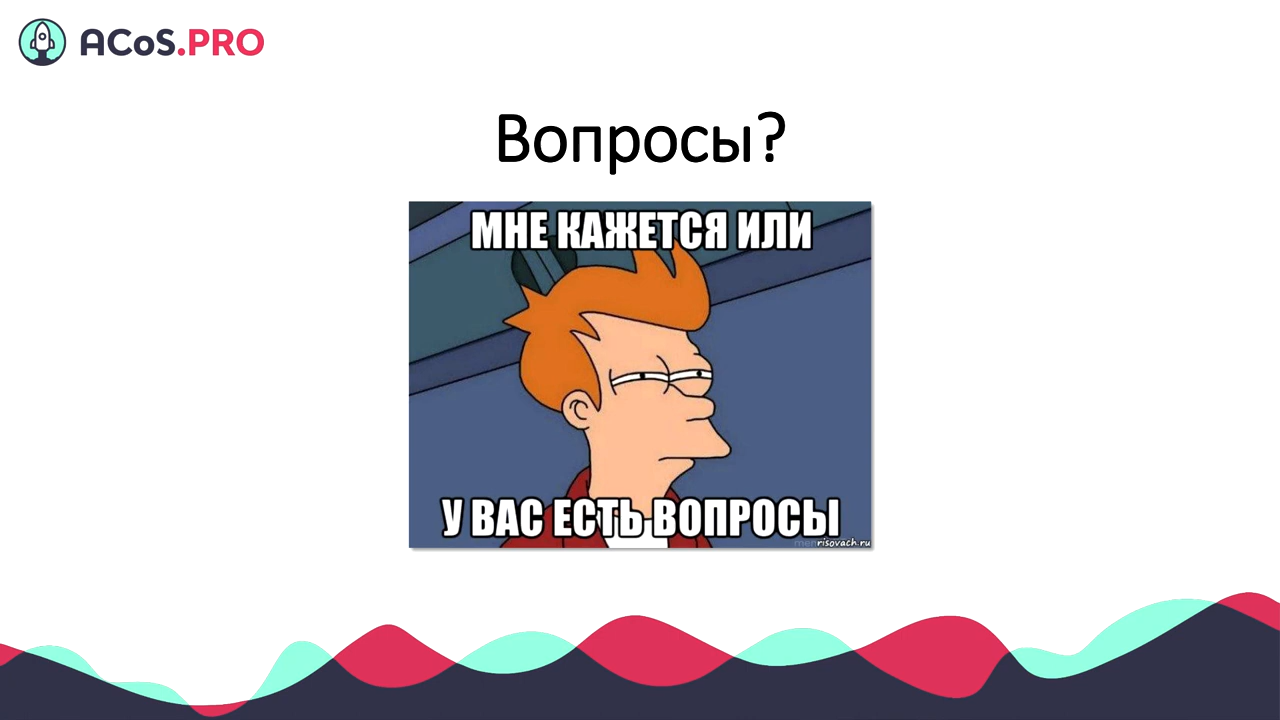 ACoS.PRO
Вопросы?
МНЕ КАЖЕТСЯ ИЛИ
У ВАС ЕСТЬ ВОПРОСЫ
risovach.ru